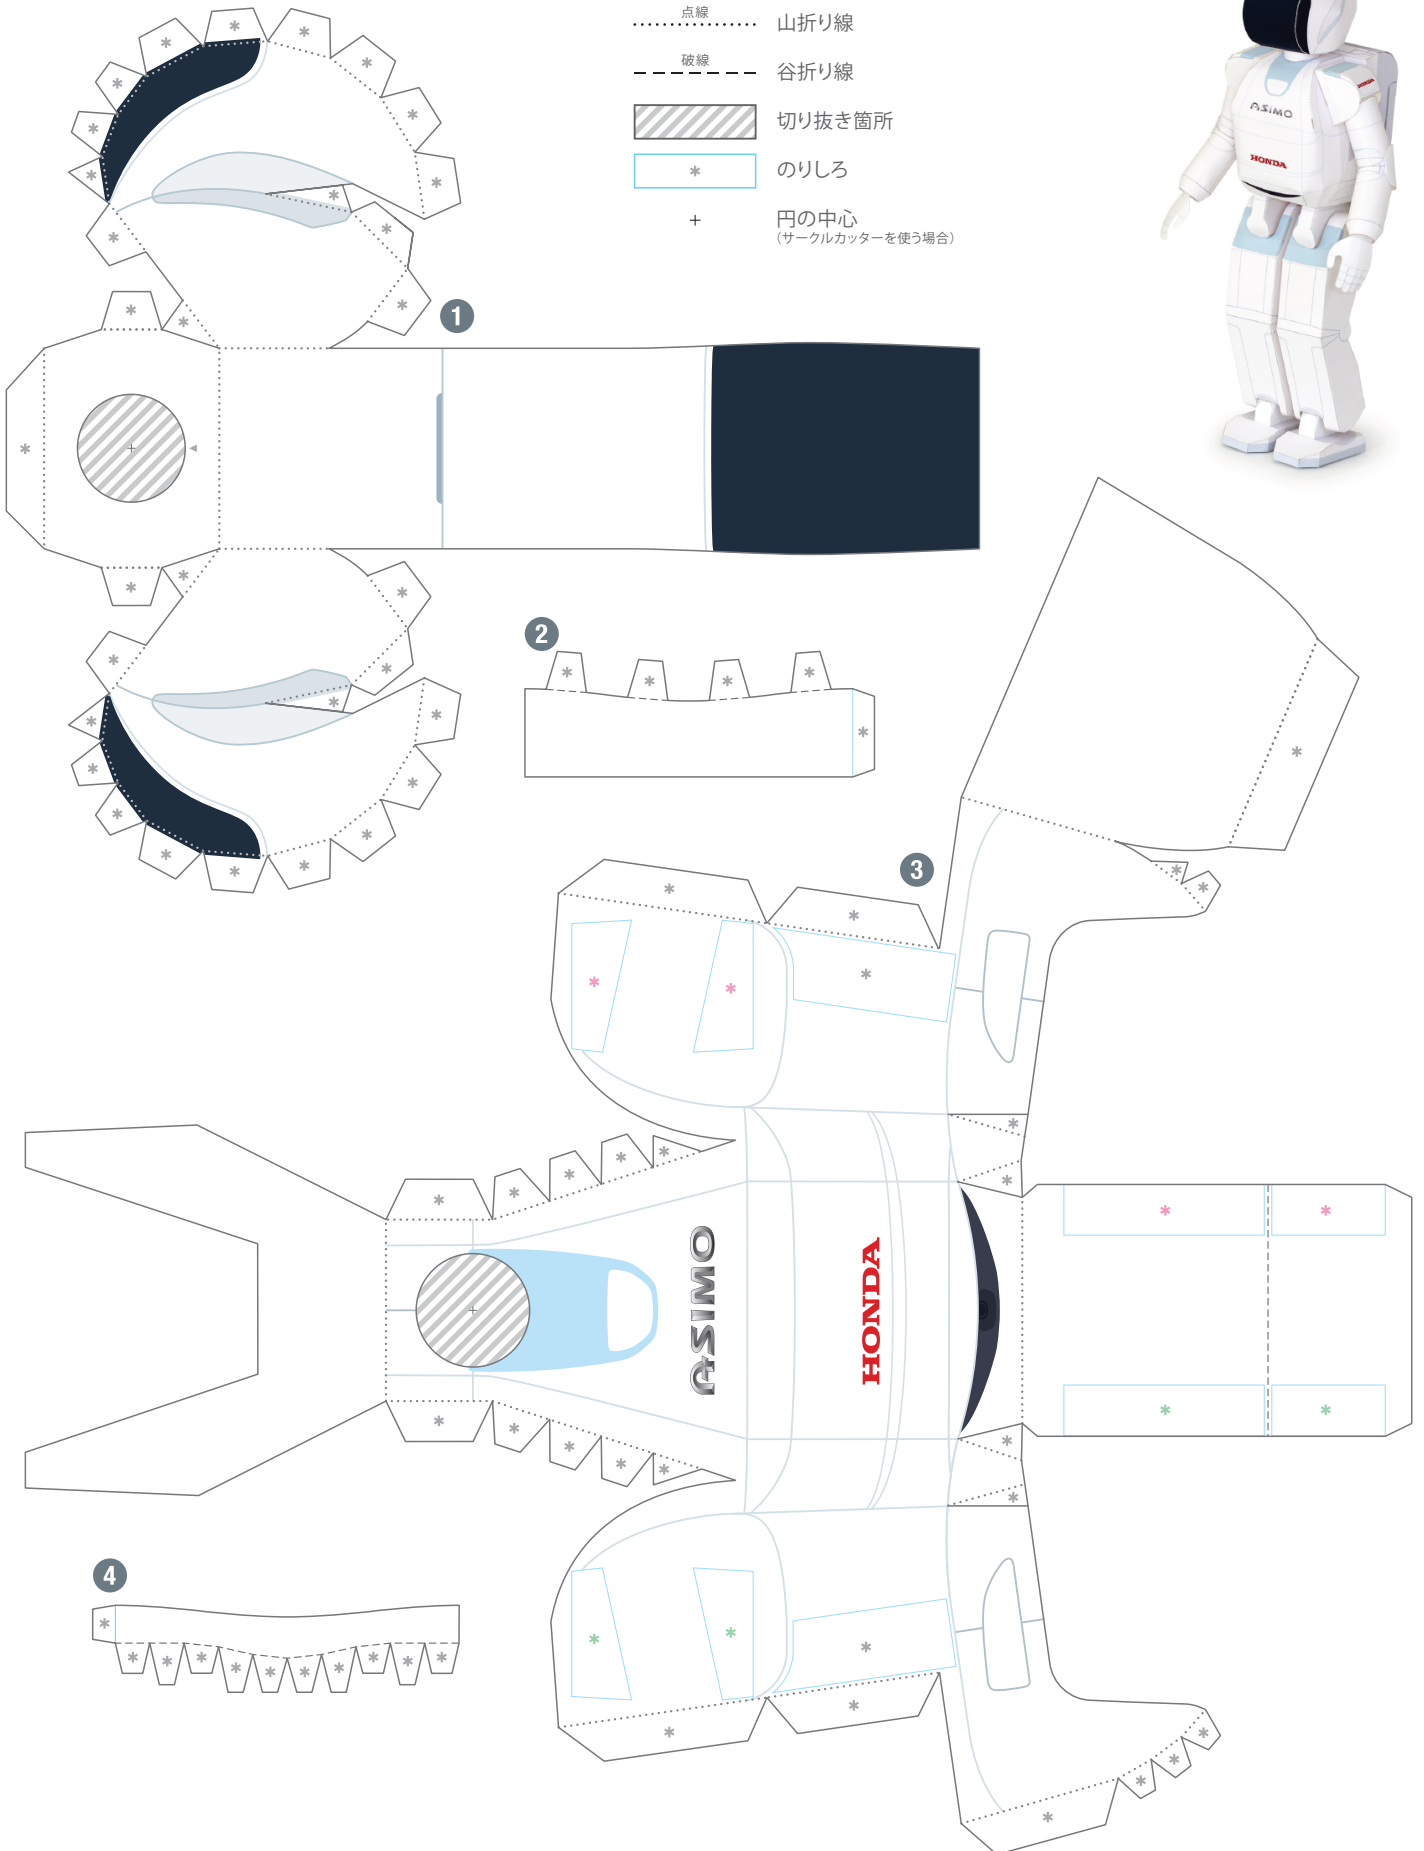 点線
山折り線
破線
谷折り線
切り抜き箇所
*
のりしろ
+
円の中心
(サークルカッターを使う場合)
ASIMO
HONDA
HONDA
1
2
3
ASIMO
HONDA
4